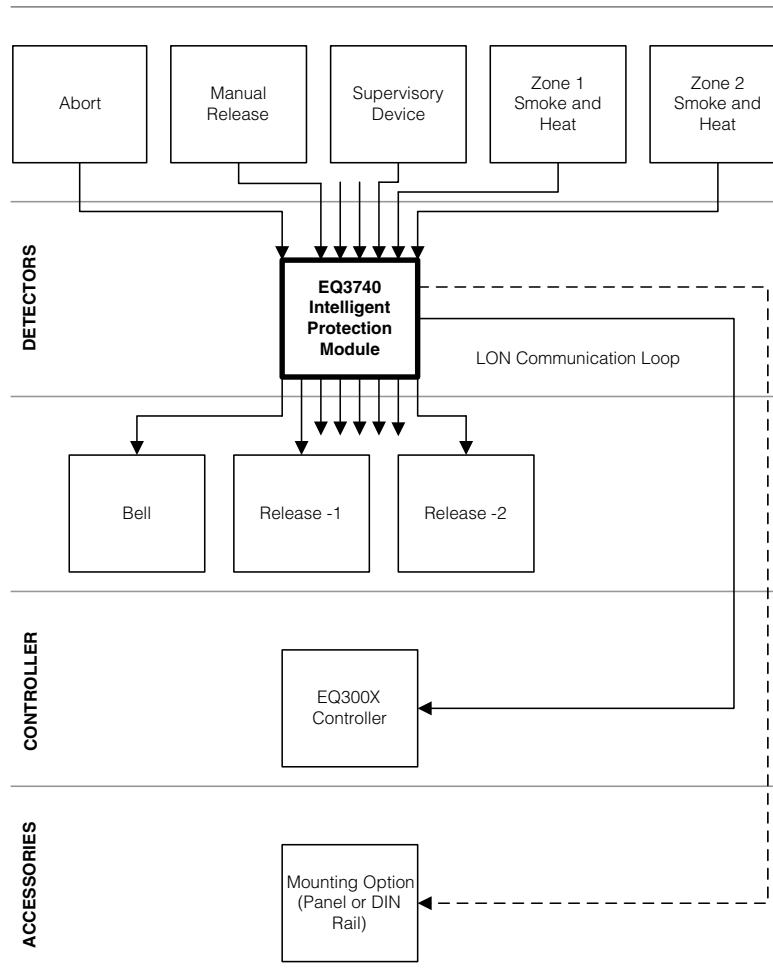 Abort
Manual
Release
Supervisory
Device
Zone 1
Smoke and
Heat
Zone 2
Smoke and
Heat
DETECTORS
EQ3740
Intelligent
Protection
Module
LON Communication Loop
Bell
Release -1
Release -2
CONTROLLER
EQ300X
Controller
ACCESSORIES
Mounting Option
(Panel or DIN
Rail)